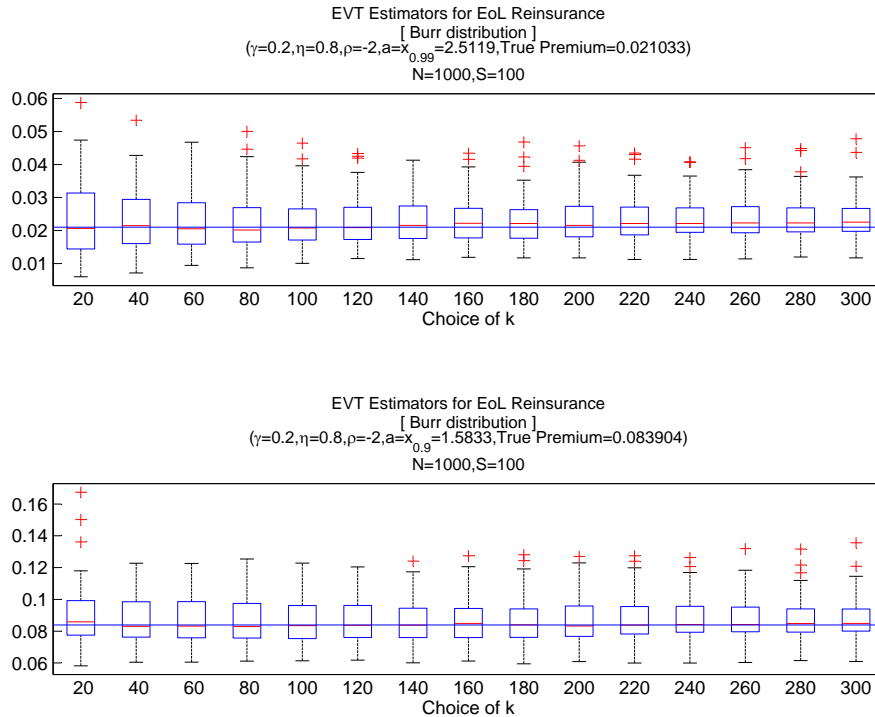 EVT Estimators for EoL Reinsurance
[ Burr distribution ]
(γ=0.2,η=0.8,ρ=-2,a=x0.99=2.5119,True Premium=0.021033)
N=1000,S=100
0.06
0.05
0.04
0.03
0.02
0.01
20 40 60 80 100 120 140 160 180 200 220 240 260 280 300
Choice of k
EVT Estimators for EoL Reinsurance
[ Burr distribution ]
(γ=0.2,η=0.8,ρ=-2,a=x0.9=1.5833,True Premium=0.083904)
N=1000,S=100
0.16
0.14
0.12
0.1
0.08
0.06
20 40 60 80 100 120 140 160 180 200 220 240 260 280 300
Choice of k